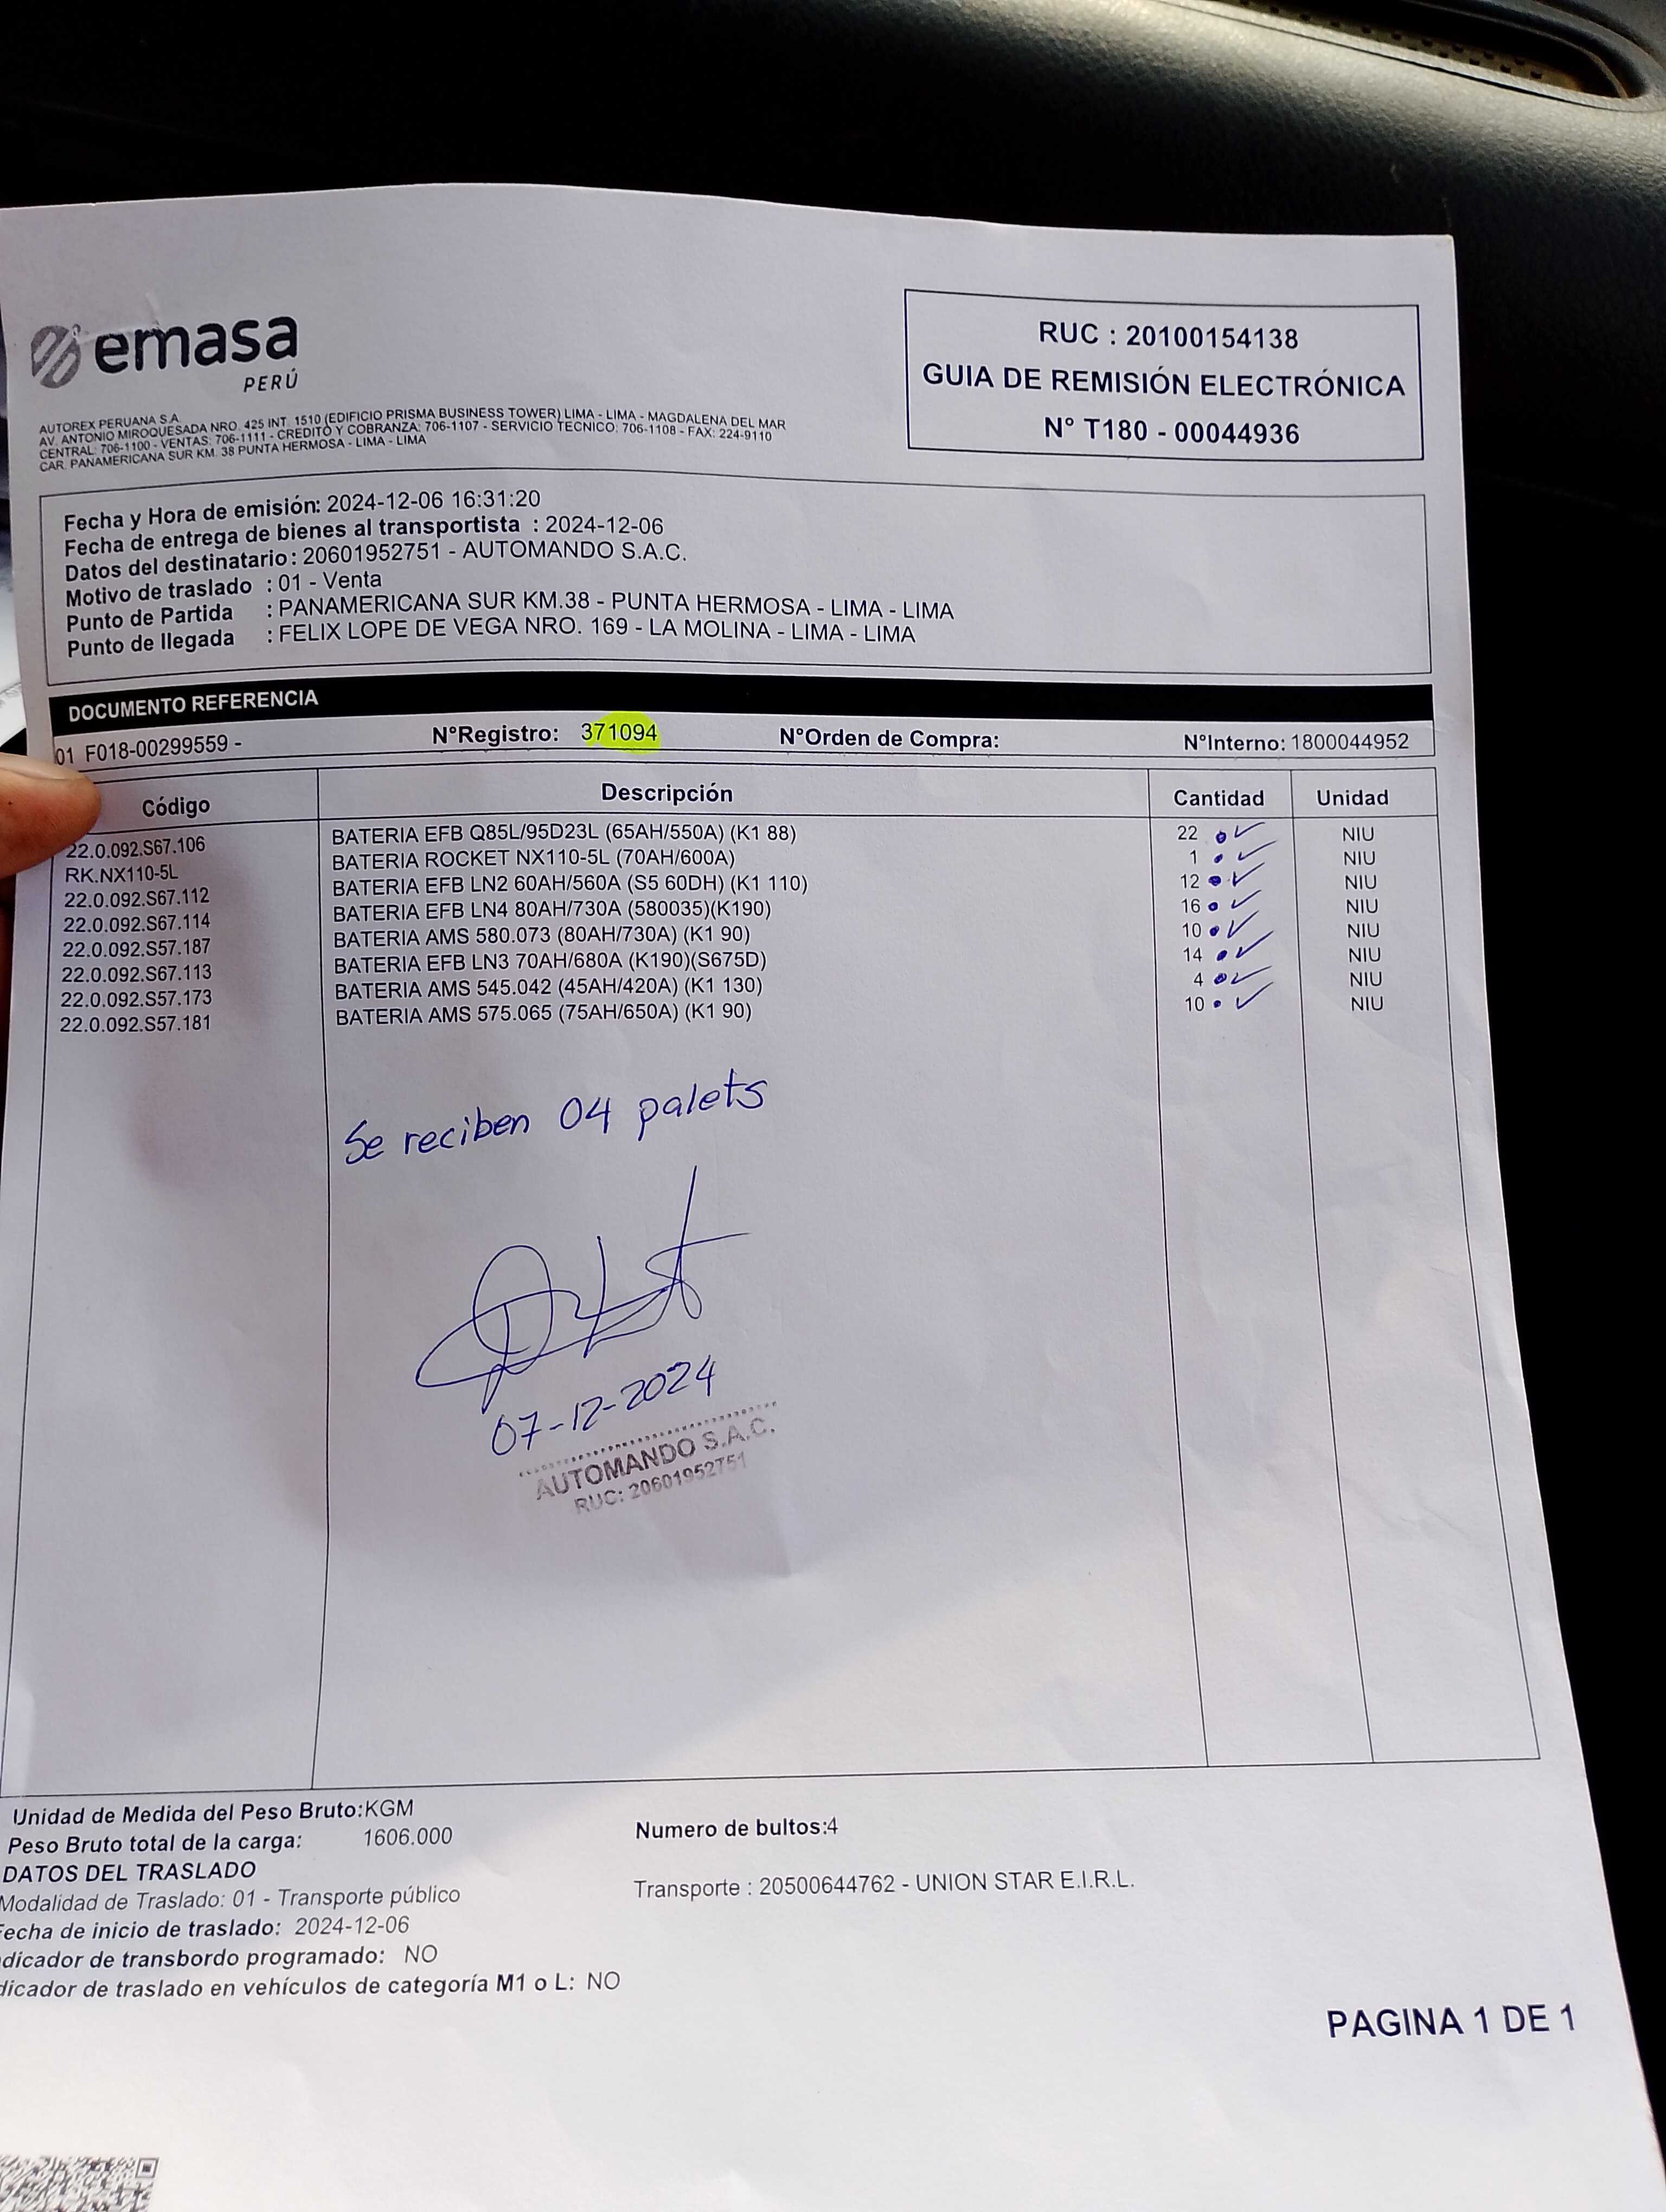 emasa
PERÚ
RUC : 20100154138
GUIA DE REMISIÓN ELECTRÓNICA
N° T180 - 00044936
AUTOREX PERUANA S.A.
AV. ANTONIO MIROQUESADA NRO. 425 INT. 1510 (EDIFICIO PRISMA BUSINESS TOWER) LIMA - LIMA - MAGDALENA DEL MAR
CENTRAL: 706-1100 - VENTAS: 706-1111 - CREDITO Y COBRANZA: 706-1107 - SERVICIO TECNICO: 706-1108 - FAX: 224-9110
CAR. PANAMERICANA SUR KM. 38 PUNTA HERMOSA - LIMA - LIMA
Fecha y Hora de emisión: 2024-12-06 16:31:20
Fecha de entrega de bienes al transportista : 2024-12-06
Datos del destinatario: 20601952751 - AUTOMANDO S.A.C.
Motivo de traslado : 01 - Venta
Punto de Partida : PANAMERICANA SUR KM.38 - PUNTA HERMOSA - LIMA - LIMA
Punto de llegada : FELIX LOPE DE VEGA NRO. 169 - LA MOLINA - LIMA - LIMA
DOCUMENTO REFERENCIA
01 F018-00299559 - N°Registro: 371094 N°Orden de Compra: N°Interno: 1800044952
Código Descripción Cantidad Unidad
22.0.092.S67.106 BATERIA EFB Q85L/95D23L (65AH/550A) (K1 88) 22 NIU
RK.NX110-5L BATERIA ROCKET NX110-5L (70AH/600A) 1 NIU
22.0.092.S67.112 BATERIA EFB LN2 60AH/560A (S5 60DH) (K1 110) 12 NIU
22.0.092.S67.114 BATERIA EFB LN4 80AH/730A (580035)(K190) 16 NIU
22.0.092.S57.187 BATERIA AMS 580.073 (80AH/730A) (K1 90) 10 NIU
22.0.092.S67.113 BATERIA EFB LN3 70AH/680A (K190)(S675D) 14 NIU
22.0.092.S57.173 BATERIA AMS 545.042 (45AH/420A) (K1 130) 4 NIU
22.0.092.S57.181 BATERIA AMS 575.065 (75AH/650A) (K1 90) 10 NIU
Se reciben 04 palets
07-12-2024
AUTOMANDO S.A.C.
RUC: 20601952751
Unidad de Medida del Peso Bruto:KGM
Peso Bruto total de la carga: 1606.000 Numero de bultos:4
DATOS DEL TRASLADO
Modalidad de Traslado: 01 - Transporte público Transporte : 20500644762 - UNION STAR E.I.R.L.
Fecha de inicio de traslado: 2024-12-06
dicador de transbordo programado: NO
dicador de traslado en vehículos de categoría M1 o L: NO
PAGINA 1 DE 1